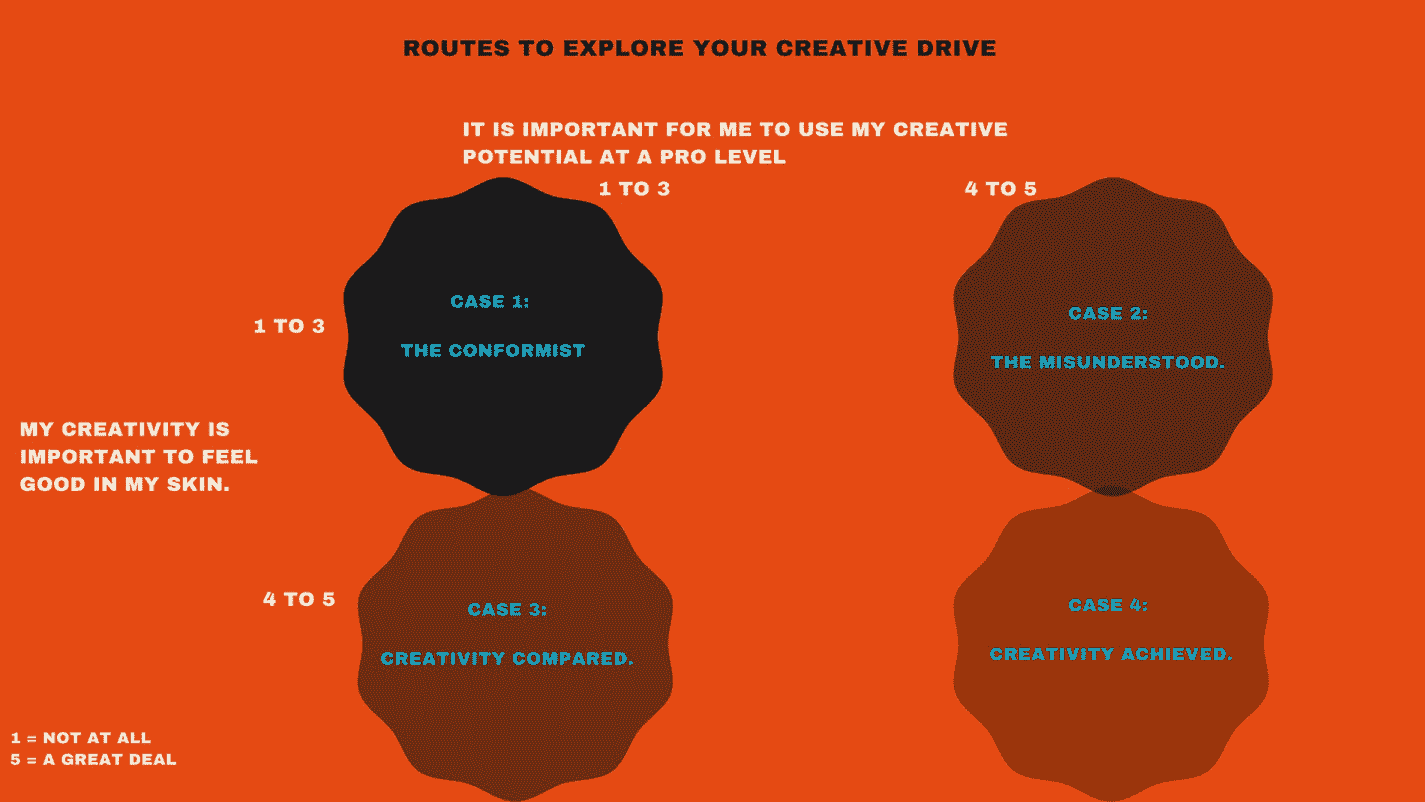 ROUTES TO EXPLORE YOUR CREATIVE DRIVE
IT IS IMPORTANT FOR ME TO USE MY CREATIVE
POTENTIAL AT A PRO LEVEL
1 TO 3
4 TO 5
CASE 1:
THE CONFORMIST
CASE 2:
THE MISUNDERSTOOD.
1 TO 3
MY CREATIVITY IS
IMPORTANT TO FEEL
GOOD IN MY SKIN.
4 TO 5
CASE 3:
CREATIVITY COMPARED.
CASE 4:
CREATIVITY ACHIEVED.
1 = NOT AT ALL
5 = A GREAT DEAL